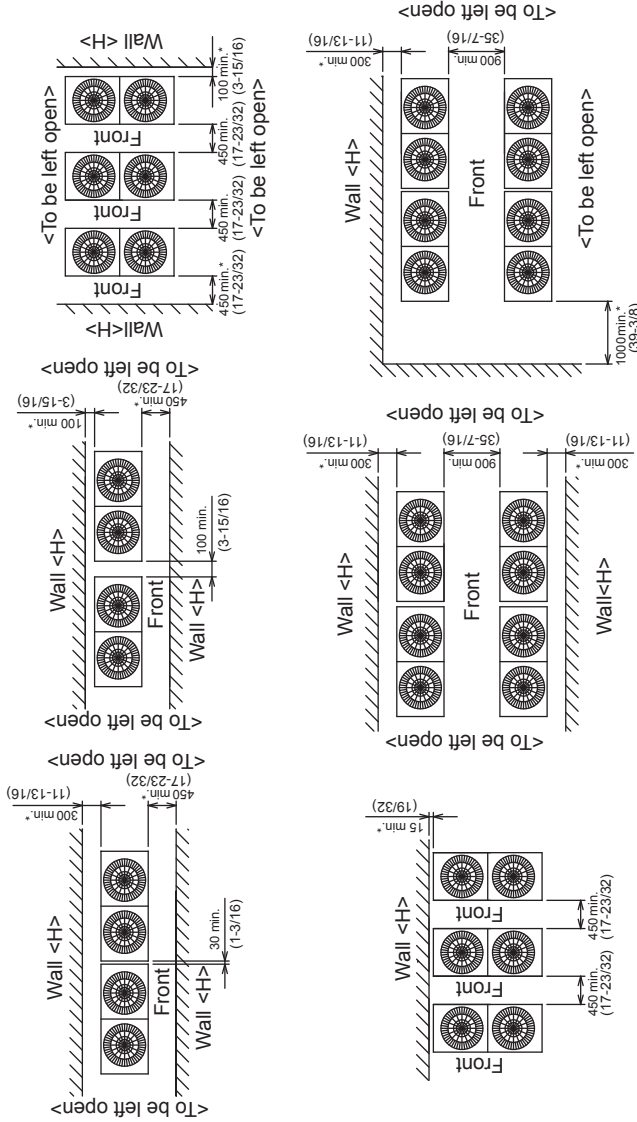 Wall <H>
300 min.*
(11-13/16)
450 min.*
(17-23/32)
Front
Wall <H>
30 min.
(1-3/16)
<To be left open>
<To be left open>
Wall <H>
100 min.*
(3-15/16)
450 min.*
(17-23/32)
Front
Wall <H>
100 min.
(3-15/16)
<To be left open>
<To be left open>
<To be left open>
Wall<H>
Front
Front
Front
Wall <H>
450 min.*
(17-23/32)
450 min.
(17-23/32)
450 min.
(17-23/32)
100 min.*
(3-15/16)
<To be left open>
Wall <H>
15 min.*
(19/32)
Front
Front
Front
450 min.
(17-23/32)
450 min.
(17-23/32)
Wall <H>
300 min.*
(11-13/16)
900 min.
(35-7/16)
Front
300 min.*
(11-13/16)
Wall<H>
<To be left open>
<To be left open>
Wall <H>
300 min.*
(11-13/16)
900 min.
(35-7/16)
Front
<To be left open>
<To be left open>
1000min.*
(39-3/8)